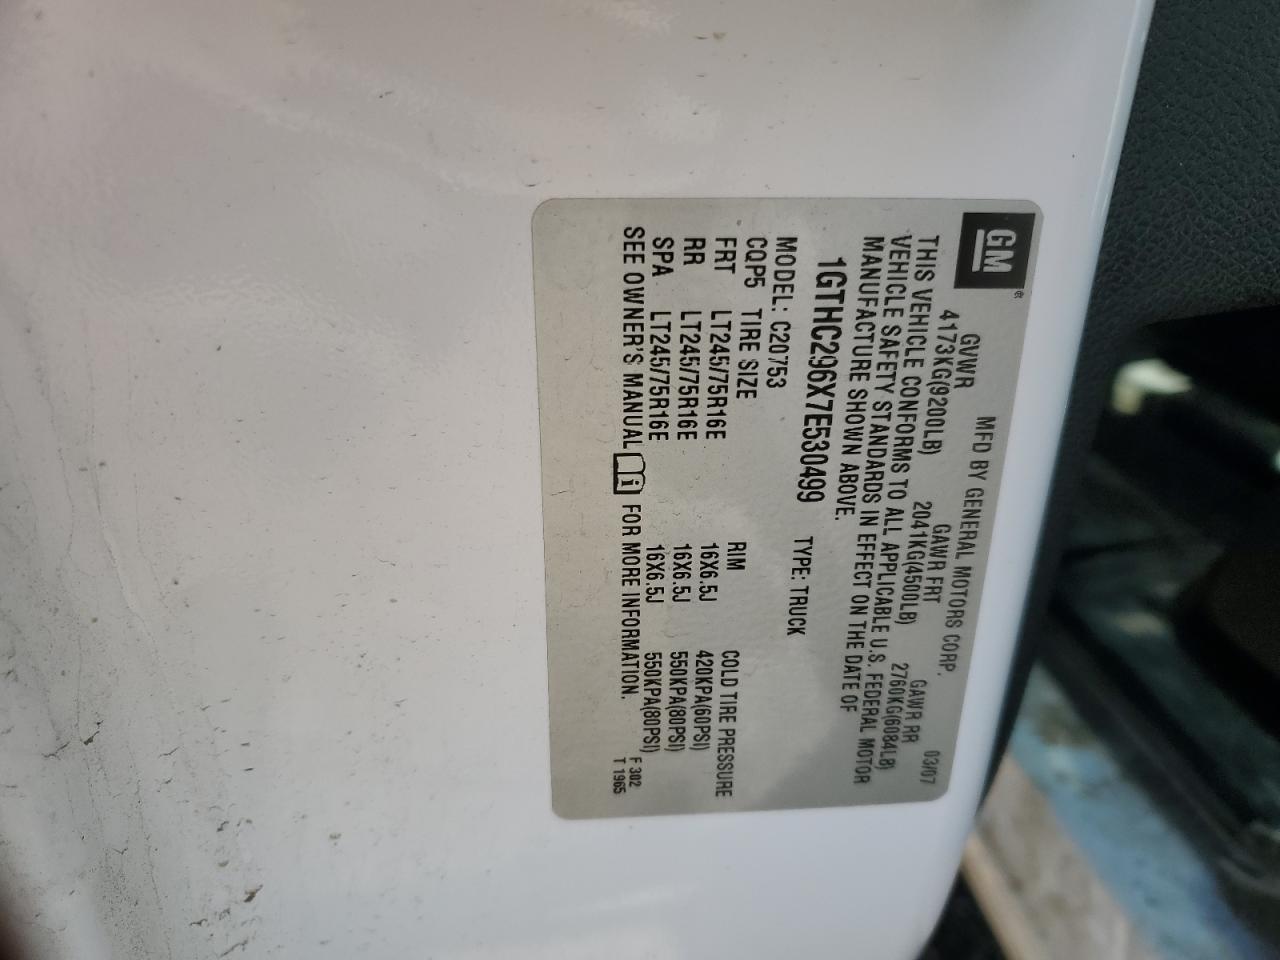 GM
MFD BY GENERAL MOTORS CORP. 03/07
GVWR GAWR FRT GAWR RR
4173KG(9200LB) 2041KG(4500LB) 2760KG(6084LB)
THIS VEHICLE CONFORMS TO ALL APPLICABLE U.S. FEDERAL MOTOR
VEHICLE SAFETY STANDARDS IN EFFECT ON THE DATE OF
MANUFACTURE SHOWN ABOVE.
1GTHC296X7E530499 TYPE: TRUCK
MODEL: C20753
CQP5 TIRE SIZE RIM COLD TIRE PRESSURE
FRT LT245/75R16E 16X6.5J 420KPA(60PSI)
RR LT245/75R16E 16X6.5J 550KPA(80PSI)
SPA LT245/75R16E 16X6.5J 550KPA(80PSI)
SEE OWNER'S MANUAL i FOR MORE INFORMATION.
F 302
T 1965